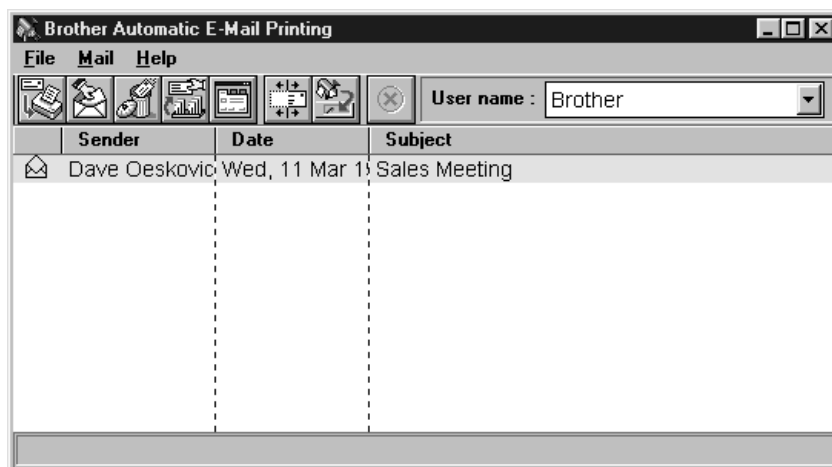 Brother Automatic E-Mail Printing
File Mail Help
User name : Brother
Sender Date Subject
Dave Oeskovic Wed, 11 Mar 19 Sales Meeting